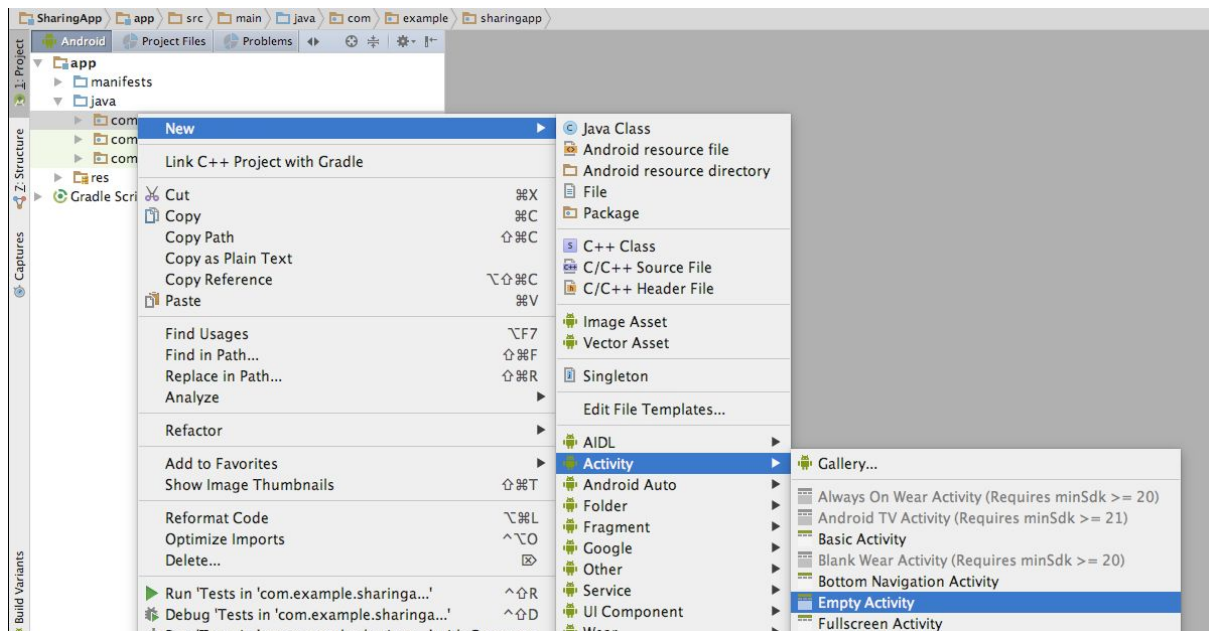 SharingApp app src main java com example sharingapp
Android Project Files Problems
1: Project
app
manifests
java
com
com
com
res
Gradle Scri
Z: Structure
Captures
Build Variants
New
Link C++ Project with Gradle
Cut ⌘X
Copy ⌘C
Copy Path ⇧⌘C
Copy as Plain Text
Copy Reference ⌥⇧⌘C
Paste ⌘V
Find Usages ⌥F7
Find in Path... ⇧⌘F
Replace in Path... ⇧⌘R
Analyze
Refactor
Add to Favorites
Show Image Thumbnails ⇧⌘T
Reformat Code ⌥⌘L
Optimize Imports ^⌥O
Delete... ⌦
Run 'Tests in 'com.example.sharinga...' ^⇧R
Debug 'Tests in 'com.example.sharinga...' ^⇧D
Java Class
Android resource file
Android resource directory
File
Package
C++ Class
C/C++ Source File
C/C++ Header File
Image Asset
Vector Asset
Singleton
Edit File Templates...
AIDL
Activity
Android Auto
Folder
Fragment
Google
Other
Service
UI Component
Wear
Gallery...
Always On Wear Activity (Requires minSdk >= 20)
Android TV Activity (Requires minSdk >= 21)
Basic Activity
Blank Wear Activity (Requires minSdk >= 20)
Bottom Navigation Activity
Empty Activity
Fullscreen Activity